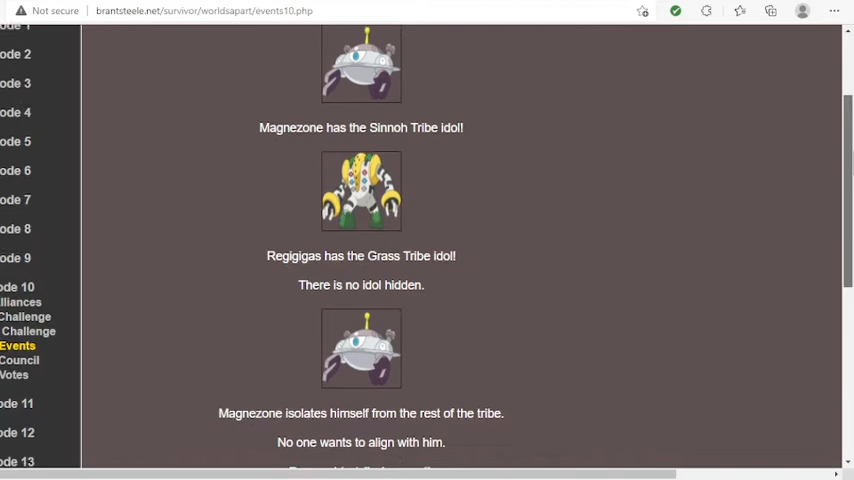 Not secure
brantsteele.net/survivor/worldsapart/events10.php
ode 2
ode 3
ode 4
ode 5
ode 6
ode 7
ode 8
ode 9
ode 10
lliances
Challenge
Challenge
Events
Council
Votes
ode 11
ode 12
ode 13
Magnezone has the Sinnoh Tribe idol!
Regigigas has the Grass Tribe idol!
There is no idol hidden.
Magnezone isolates himself from the rest of the tribe.
No one wants to align with him.